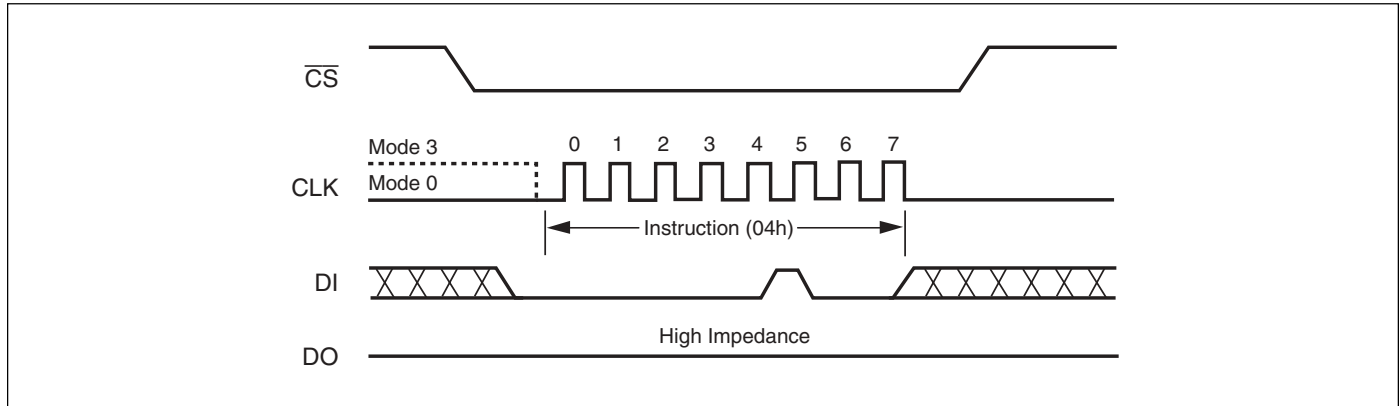 CS
Mode 3
0 1 2 3 4 5 6 7
CLK
Mode 0
Instruction (04h)
DI
High Impedance
DO